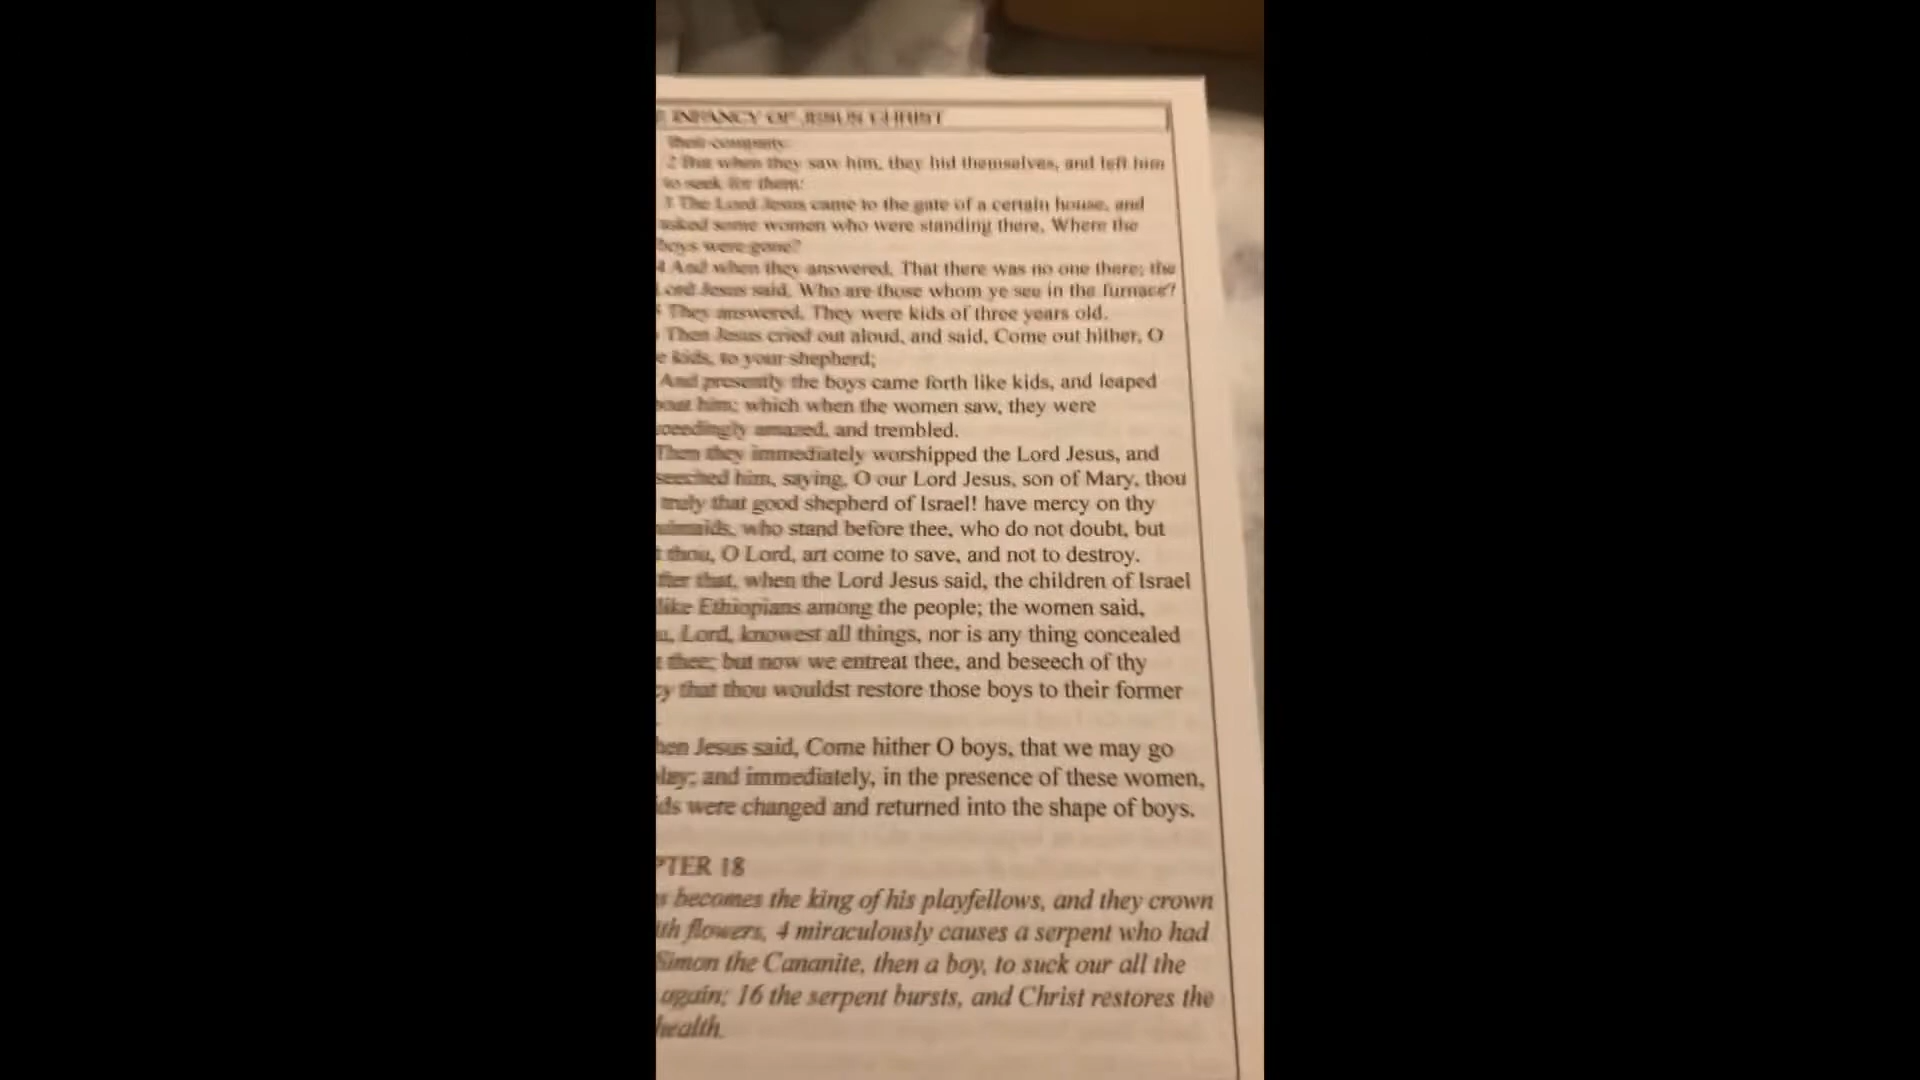 INFANCY OF JESUS CHRIST
their company.
2 But when they saw him, they hid themselves, and left him
to seek for them:
3 The Lord Jesus came to the gate of a certain house, and
asked some women who were standing there, Where the
boys were gone?
4 And when they answered, That there was no one there; the
Lord Jesus said, Who are those whom ye see in the furnace?
They answered, They were kids of three years old.
Then Jesus cried out aloud, and said, Come out hither, O
e kids, to your shepherd;
And presently the boys came forth like kids, and leaped
out him; which when the women saw, they were
ceedingly amazed, and trembled.
Then they immediately worshipped the Lord Jesus, and
seeched him, saying, O our Lord Jesus, son of Mary, thou
truly that good shepherd of Israel! have mercy on thy
dmaids, who stand before thee, who do not doubt, but
t thou, O Lord, art come to save, and not to destroy.
fter that, when the Lord Jesus said, the children of Israel
like Ethiopians among the people; the women said,
u, Lord, knowest all things, nor is any thing concealed
thee; but now we entreat thee, and beseech of thy
cy that thou wouldst restore those boys to their former
hen Jesus said, Come hither O boys, that we may go
lay; and immediately, in the presence of these women,
ids were changed and returned into the shape of boys.
PTER 18
s becomes the king of his playfellows, and they crown
ith flowers, 4 miraculously causes a serpent who had
Simon the Cananite, then a boy, to suck our all the
again; 16 the serpent bursts, and Christ restores the
health.